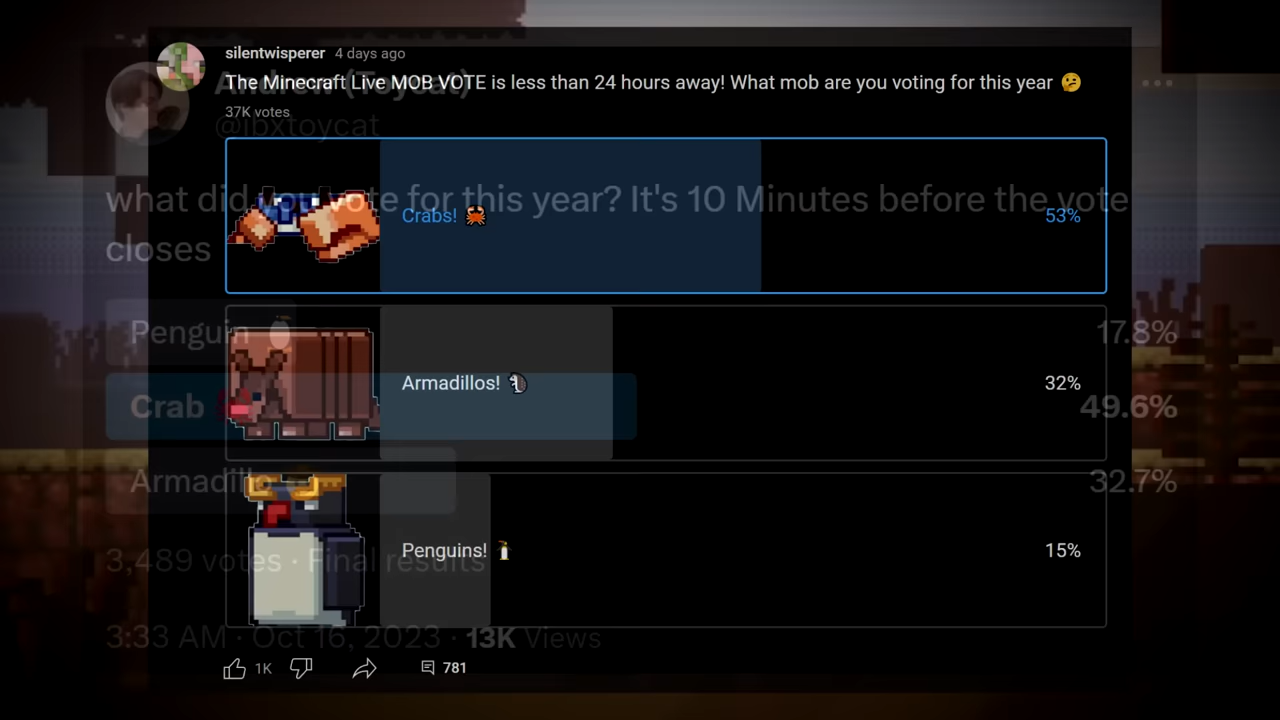 silentwisperer 4 days ago
The Minecraft Live MOB VOTE is less than 24 hours away! What mob are you voting for this year 🤔
37K votes
Crabs! 🦀 53%
Armadillos! 32%
Penguins! 15%
1K 781
Andrew (Toycat)
@ibxtoycat
what did you vote for this year? It's 10 Minutes before the vote
closes
Penguin 17.8%
Crab 49.6%
Armadillo 32.7%
3,489 votes · Final results
3:33 AM · Oct 16, 2023 · 13K Views